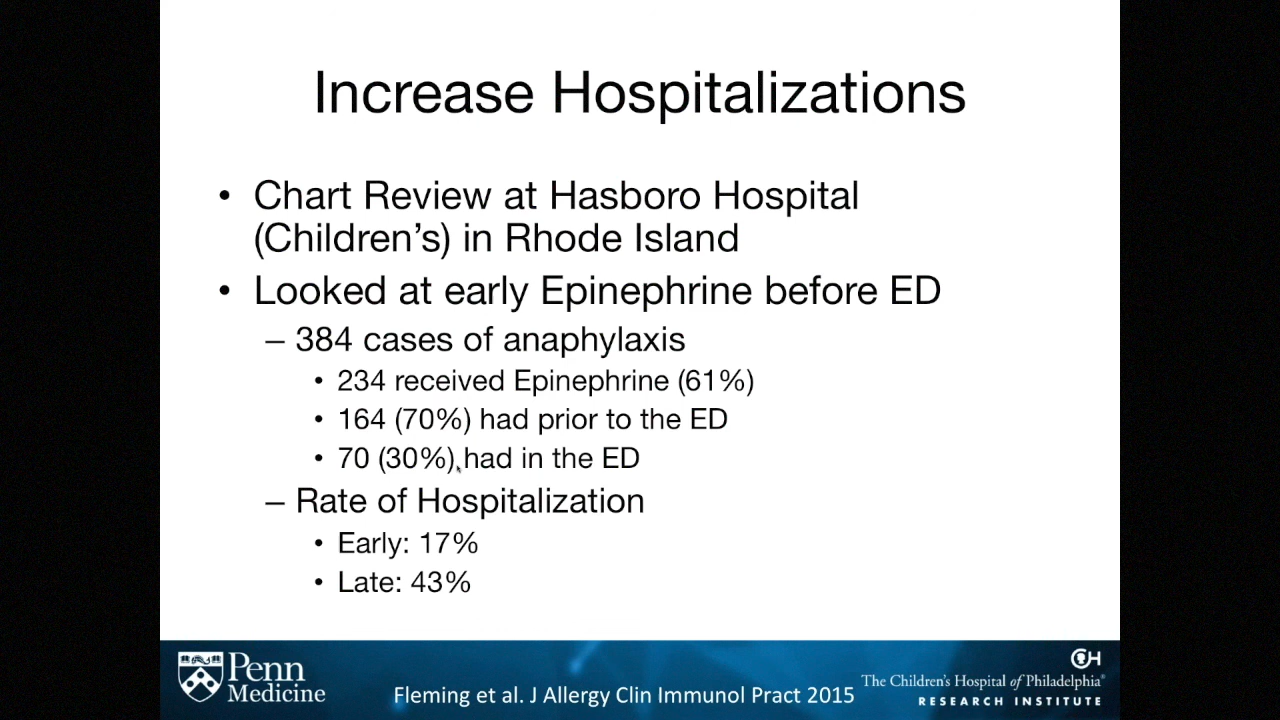 Increase Hospitalizations
• Chart Review at Hasboro Hospital
(Children's) in Rhode Island
• Looked at early Epinephrine before ED
– 384 cases of anaphylaxis
• 234 received Epinephrine (61%)
• 164 (70%) had prior to the ED
• 70 (30%) had in the ED
– Rate of Hospitalization
• Early: 17%
• Late: 43%
Penn
Medicine
Fleming et al. J Allergy Clin Immunol Pract 2015
The Children's Hospital of Philadelphia®
RESEARCH INSTITUTE